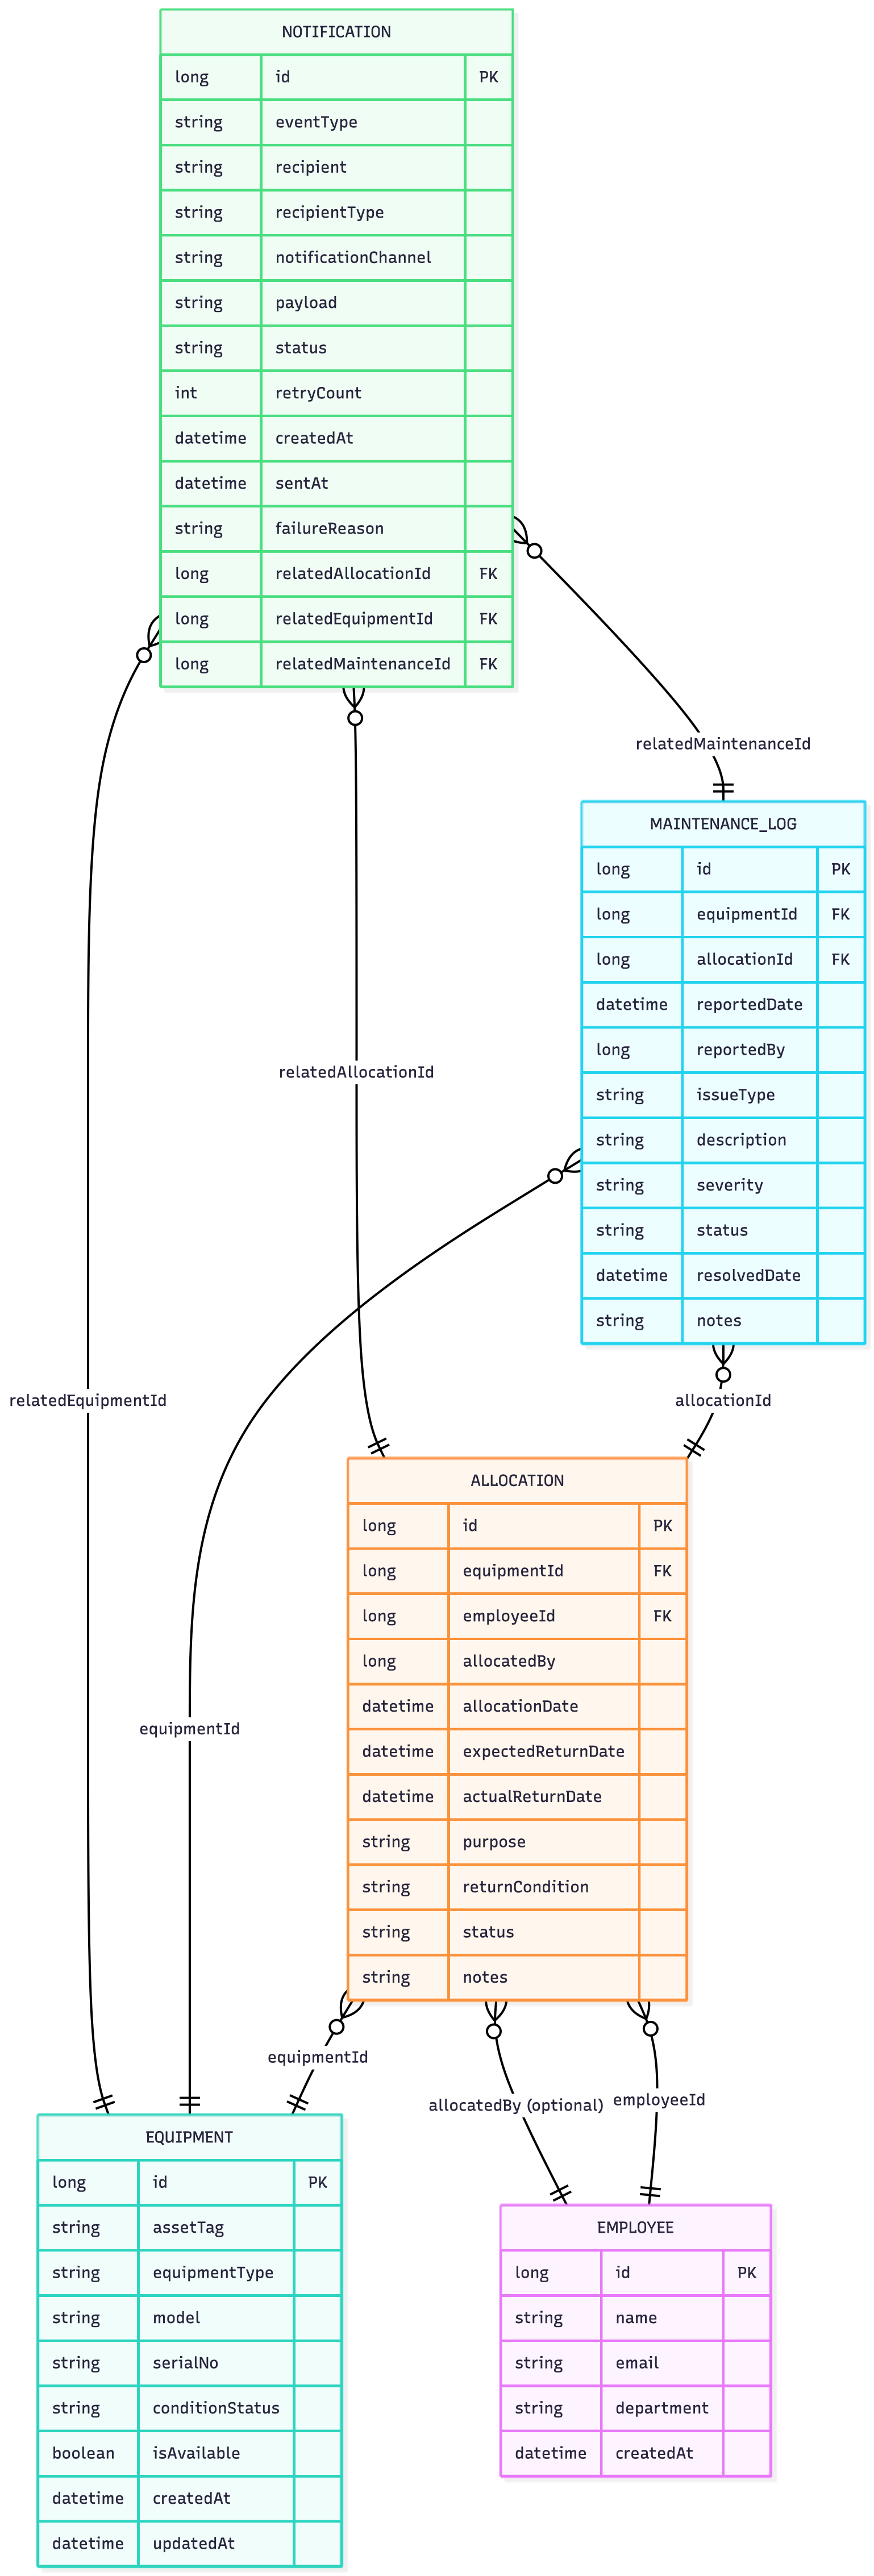 NOTIFICATION
long id PK
string eventType
string recipient
string recipientType
string notificationChannel
string payload
string status
int retryCount
datetime createdAt
datetime sentAt
string failureReason
long relatedAllocationId FK
long relatedEquipmentId FK
long relatedMaintenanceId FK
relatedMaintenanceId
MAINTENANCE_LOG
long id PK
long equipmentId FK
long allocationId FK
datetime reportedDate
long reportedBy
string issueType
string description
string severity
string status
datetime resolvedDate
string notes
relatedAllocationId
relatedEquipmentId
allocationId
ALLOCATION
long id PK
long equipmentId FK
long employeeId FK
long allocatedBy
datetime allocationDate
datetime expectedReturnDate
datetime actualReturnDate
string purpose
string returnCondition
string status
string notes
equipmentId
equipmentId
allocatedBy (optional)
employeeId
EQUIPMENT
long id PK
string assetTag
string equipmentType
string model
string serialNo
string conditionStatus
boolean isAvailable
datetime createdAt
datetime updatedAt
EMPLOYEE
long id PK
string name
string email
string department
datetime createdAt